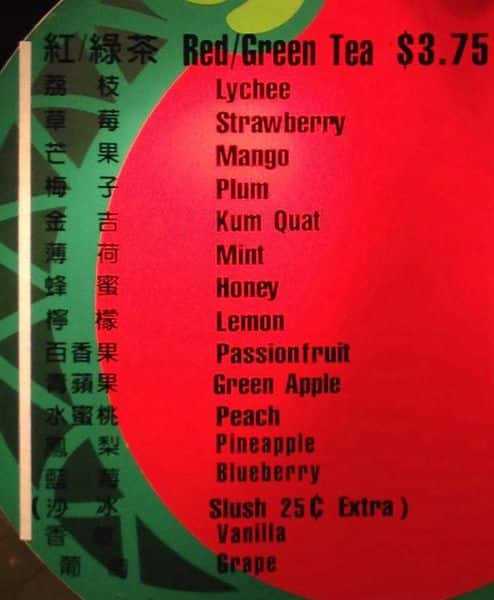 紅/綠茶 Red/Green Tea $3.75
荔枝 Lychee
草莓 Strawberry
芒果 Mango
梅子 Plum
金吉 Kum Quat
薄荷 Mint
蜂蜜 Honey
檸檬 Lemon
百香果 Passionfruit
青蘋果 Green Apple
水蜜桃 Peach
鳳梨 Pineapple
藍莓 Blueberry
(沙冰 Slush 25¢ Extra)
香 Vanilla
葡萄 Grape